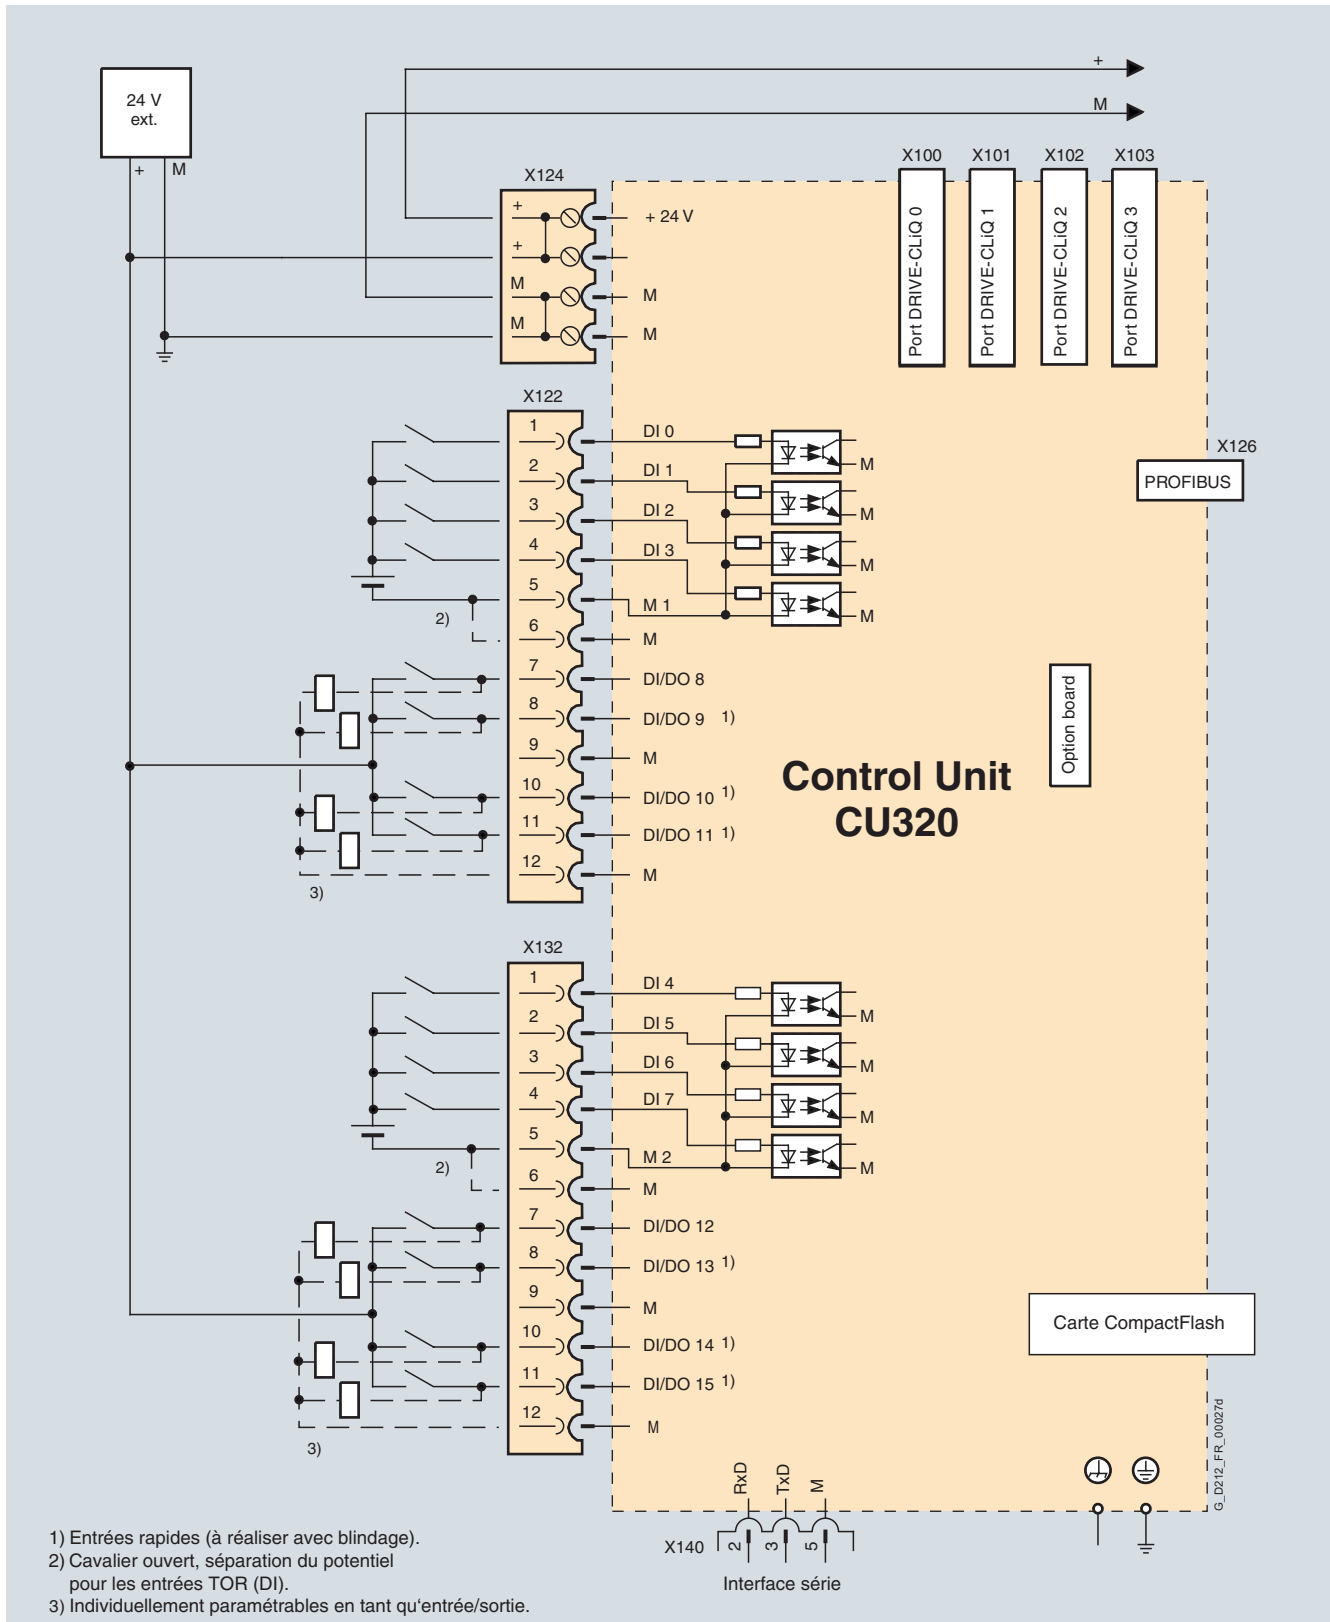 +
M
24 V
ext.
+
M
X124
+
+ 24 V
+
M
M
M
M
X100
X101
X102
X103
Port DRIVE-CLiQ 0
Port DRIVE-CLiQ 1
Port DRIVE-CLiQ 2
Port DRIVE-CLiQ 3
X122
1
DI 0
M
2
DI 1
M
3
DI 2
M
4
DI 3
M
5
M 1
2)
6
M
7
DI/DO 8
8
DI/DO 9 1)
9
M
10
DI/DO 10 1)
11
DI/DO 11 1)
12
M
3)
X126
PROFIBUS
Option board
Control Unit
CU320
X132
1
DI 4
M
2
DI 5
M
3
DI 6
M
4
DI 7
M
5
M 2
2)
6
M
7
DI/DO 12
8
DI/DO 13 1)
9
M
10
DI/DO 14 1)
11
DI/DO 15 1)
12
M
3)
Carte CompactFlash
G_D212_FR_00027d
RxD
TxD
M
X140
2
3
5
Interface série
1) Entrées rapides (à réaliser avec blindage).
2) Cavalier ouvert, séparation du potentiel
pour les entrées TOR (DI).
3) Individuellement paramétrables en tant qu‘entrée/sortie.